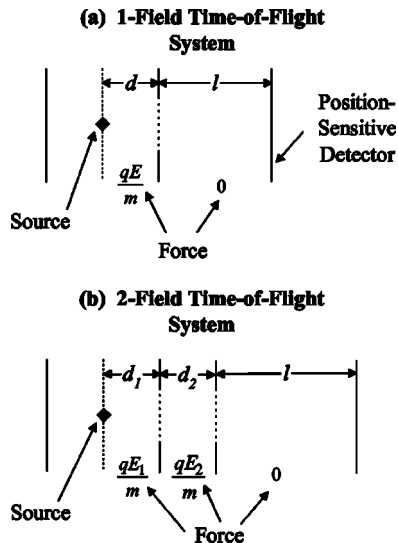 (a) 1-Field Time-of-Flight
System
d
l
Position-
Sensitive
Detector
qE
m
0
Source
Force
(b) 2-Field Time-of-Flight
System
d₁
d₂
l
qE₁
m
qE₂
m
0
Source
Force